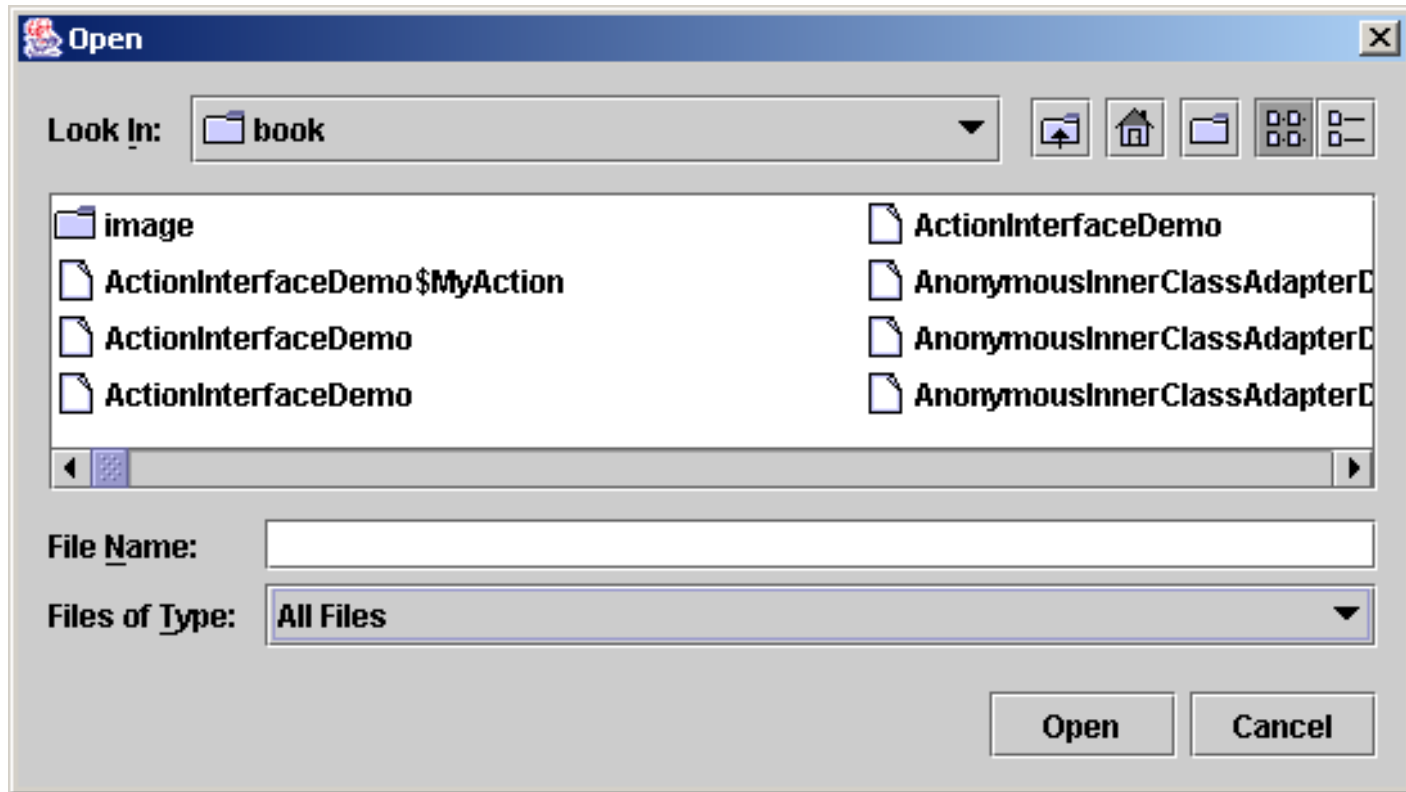 Open
Look In: book
image
ActionInterfaceDemo$MyAction
ActionInterfaceDemo
ActionInterfaceDemo
ActionInterfaceDemo
AnonymousInnerClassAdapterD
AnonymousInnerClassAdapterD
AnonymousInnerClassAdapterD
File Name:
Files of Type: All Files
Open Cancel